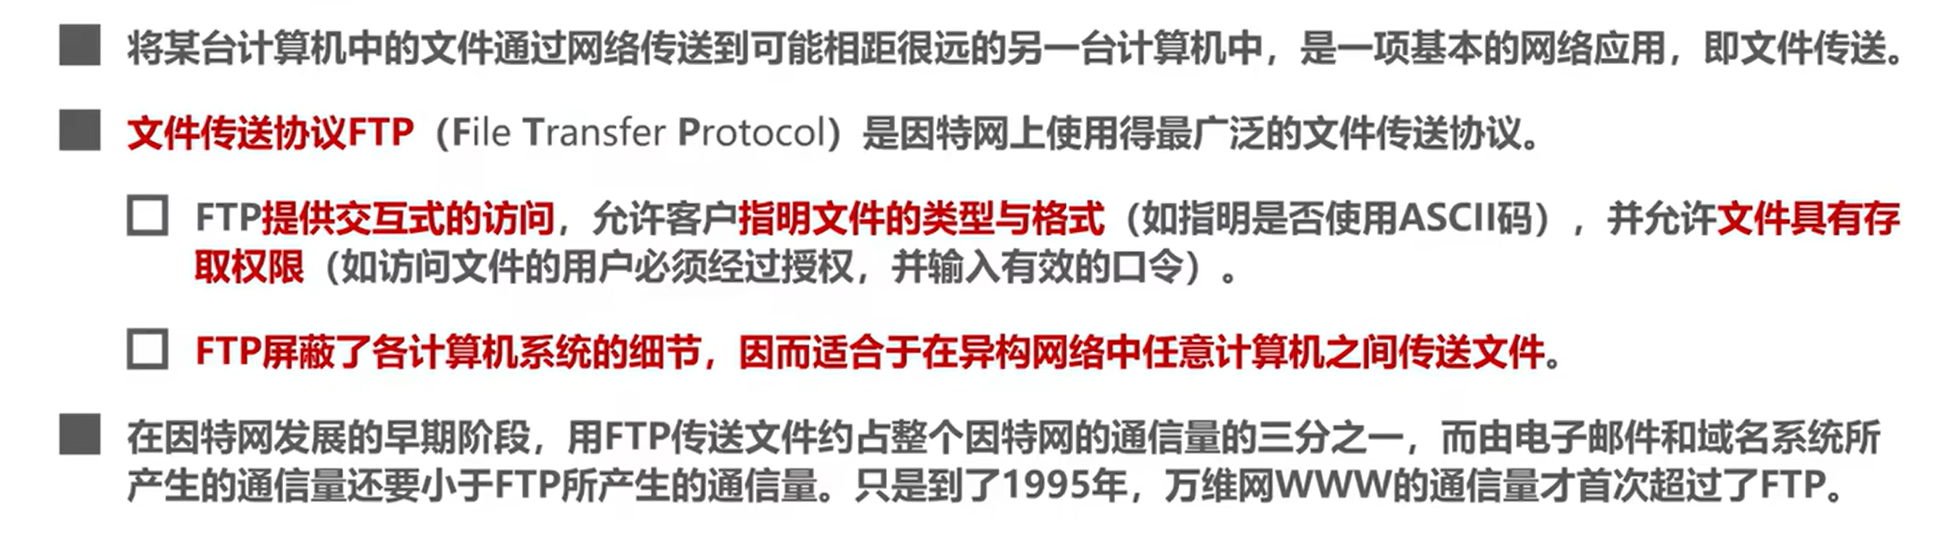 将某台计算机中的文件通过网络传送到可能相距很远的另一台计算机中，是一项基本的网络应用，即文件传送。
文件传送协议FTP（File Transfer Protocol）是因特网上使用得最广泛的文件传送协议。
FTP提供交互式的访问，允许客户指明文件的类型与格式（如指明是否使用ASCII码），并允许文件具有存
取权限（如访问文件的用户必须经过授权，并输入有效的口令）。
FTP屏蔽了各计算机系统的细节，因而适合于在异构网络中任意计算机之间传送文件。
在因特网发展的早期阶段，用FTP传送文件约占整个因特网的通信量的三分之一，而由电子邮件和域名系统所
产生的通信量还要小于FTP所产生的通信量。只是到了1995年，万维网WWW的通信量才首次超过了FTP。